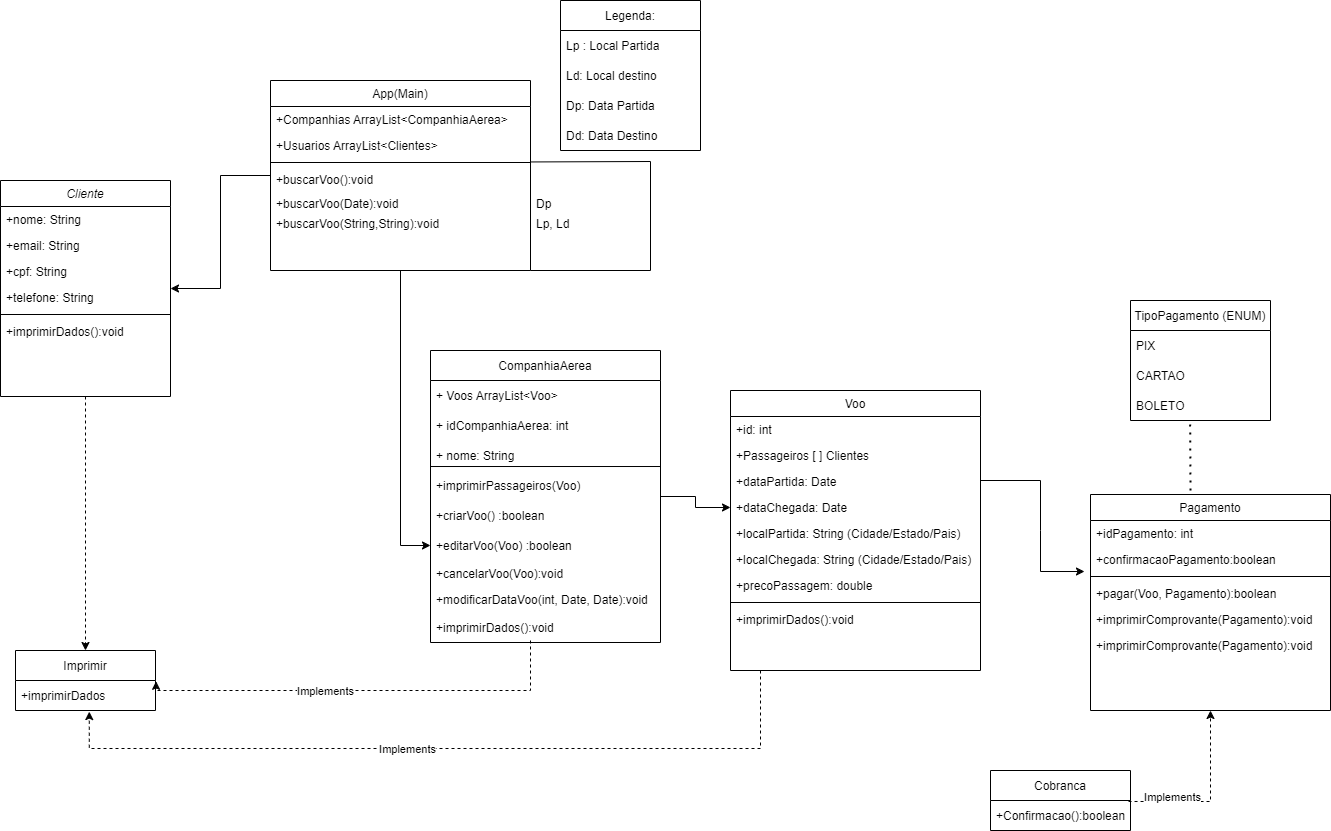 Legenda:
Lp : Local Partida
Ld: Local destino
Dp: Data Partida
Dd: Data Destino
App(Main)
+Companhias ArrayList<CompanhiaAerea>
+Usuarios ArrayList<Clientes>
+buscarVoo():void
+buscarVoo(Date):void
Dp
+buscarVoo(String,String):void
Lp, Ld
Cliente
+nome: String
+email: String
+cpf: String
+telefone: String
+imprimirDados():void
CompanhiaAerea
+ Voos ArrayList<Voo>
+ idCompanhiaAerea: int
+ nome: String
+imprimirPassageiros(Voo)
+criarVoo() :boolean
+editarVoo(Voo) :boolean
+cancelarVoo(Voo):void
+modificarDataVoo(int, Date, Date):void
+imprimirDados():void
Voo
+id: int
+Passageiros [ ] Clientes
+dataPartida: Date
+dataChegada: Date
+localPartida: String (Cidade/Estado/Pais)
+localChegada: String (Cidade/Estado/Pais)
+precoPassagem: double
+imprimirDados():void
TipoPagamento (ENUM)
PIX
CARTAO
BOLETO
Pagamento
+idPagamento: int
+confirmacaoPagamento:boolean
+pagar(Voo, Pagamento):boolean
+imprimirComprovante(Pagamento):void
+imprimirComprovante(Pagamento):void
Imprimir
+imprimirDados
Implements
Implements
Cobranca
+Confirmacao():boolean
Implements